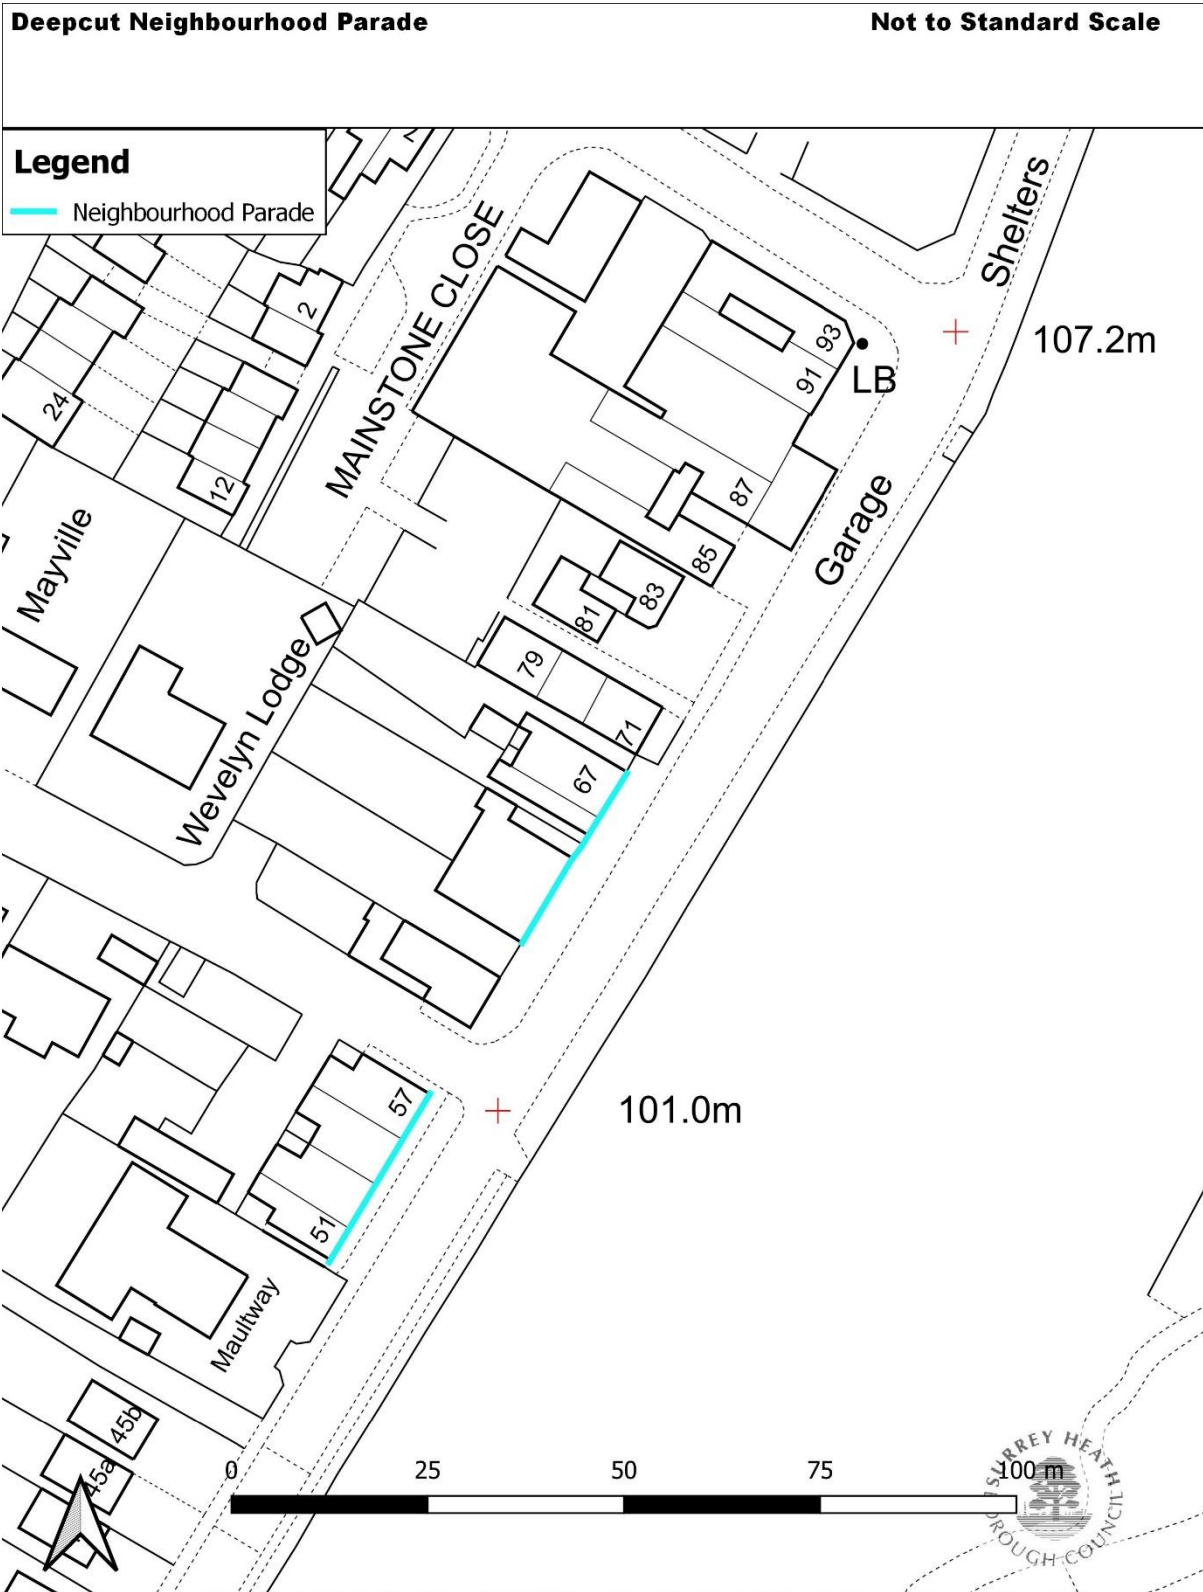 Deepcut Neighbourhood Parade
Not to Standard Scale
Legend
Neighbourhood Parade
2
Shelters
MAINSTONE CLOSE
2
93
107.2m
91
LB
24
12
87
Garage
Mayville
85
83
81
79
Wevelyn Lodge
71
67
57
101.0m
51
Maultway
45b
45a
0 25 50 75 100 m
SURREY HEATH
BOROUGH COUNCIL